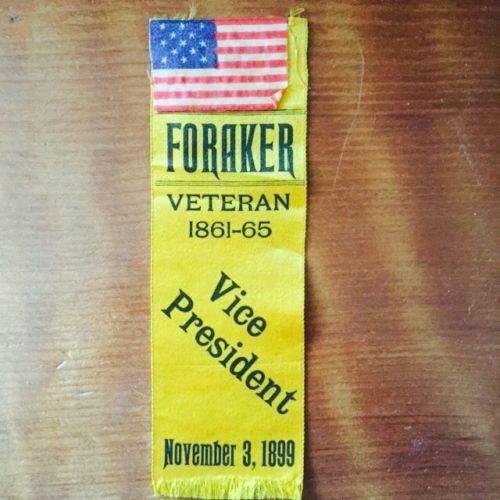 FORAKER
VETERAN
1861-65
Vice
President
November 3, 1899